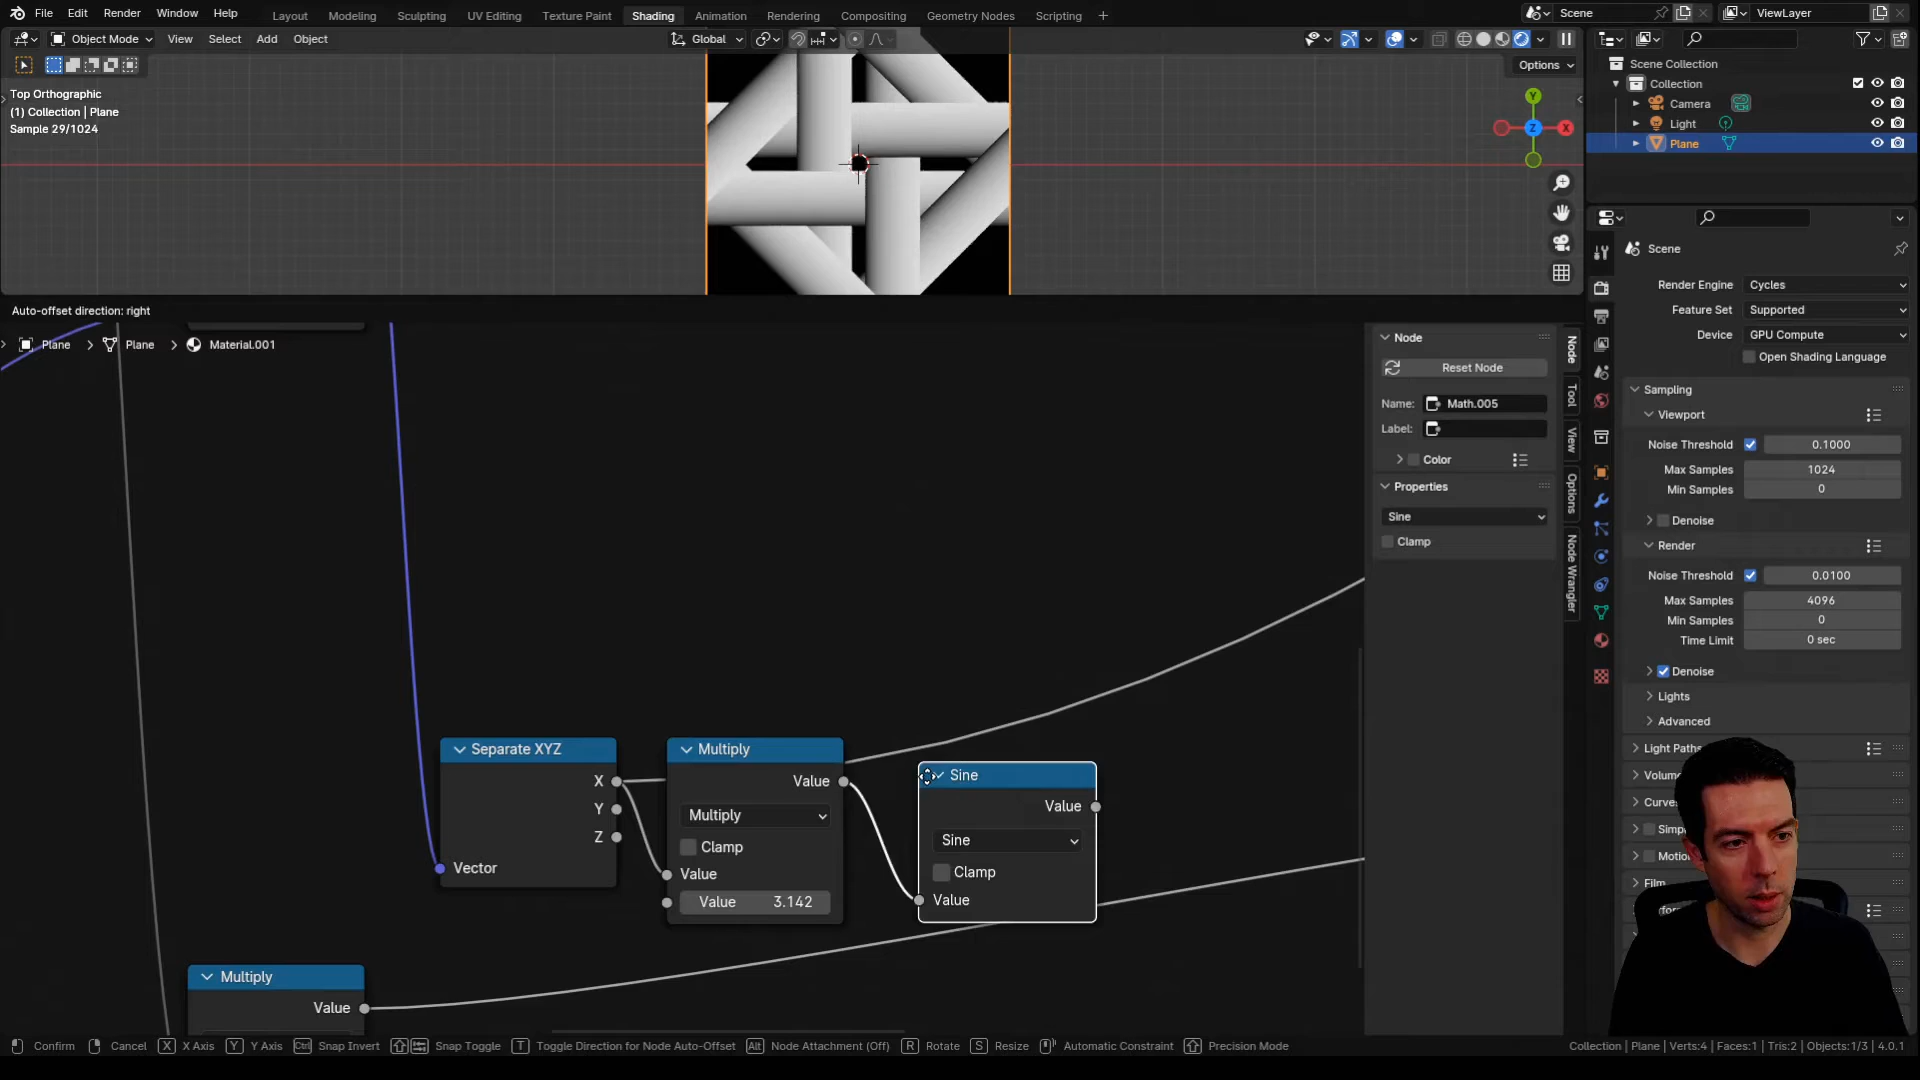 File Edit Render Window Help Layout Modeling Sculpting UV Editing Texture Paint Shading Animation Rendering Compositing Geometry Nodes Scripting + Scene ViewLayer
Object Mode View Select Add Object Global
Options
Top Orthographic
(1) Collection | Plane
Sample 29/1024
Y
Z
X
Scene Collection
Collection
Camera
Light
Plane
Auto-offset direction: right
Plane > Plane > Material.001
Separate XYZ
X
Y
Z
Vector
Multiply
Value
Multiply
Clamp
Value
Value 3.142
Sine
Value
Sine
Clamp
Value
Multiply
Value
Node
Reset Node
Name: Math.005
Label:
Color
Properties
Sine
Clamp
Node
Tool
View
Options
Node Wrangler
Scene
Render Engine Cycles
Feature Set Supported
Device GPU Compute
Open Shading Language
Sampling
Viewport
Noise Threshold 0.1000
Max Samples 1024
Min Samples 0
Denoise
Render
Noise Threshold 0.0100
Max Samples 4096
Min Samples 0
Time Limit 0 sec
Denoise
Lights
Advanced
Light Path
Film
Confirm Cancel X X Axis Y Y Axis Ctrl Snap Invert Snap Toggle T Toggle Direction for Node Auto-Offset Alt Node Attachment (Off) R Rotate S Resize Automatic Constraint Precision Mode Collection | Plane | Verts:4 | Faces:1 | Tris:2 | Objects:1/3 | 4.0.1